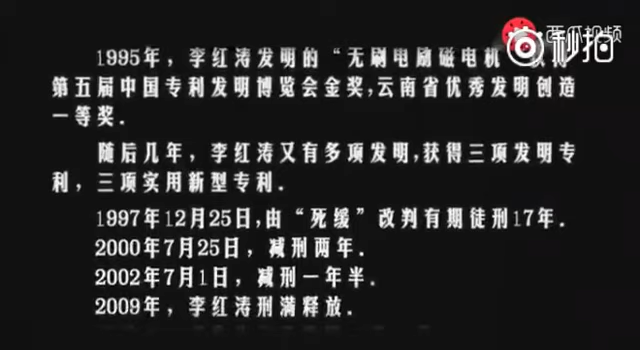 西瓜视频
秒拍
1995年，李红涛发明的“无刷电励磁电机
第五届中国专利发明博览会金奖，云南省优秀发明创造
一等奖．
随后几年，李红涛又有多项发明，获得三项发明专
利，三项实用新型专利．
1997年12月25日，由“死缓”改判有期徒刑17年．
2000年7月25日，减刑两年．
2002年7月1日，减刑一年半．
2009年，李红涛刑满释放．